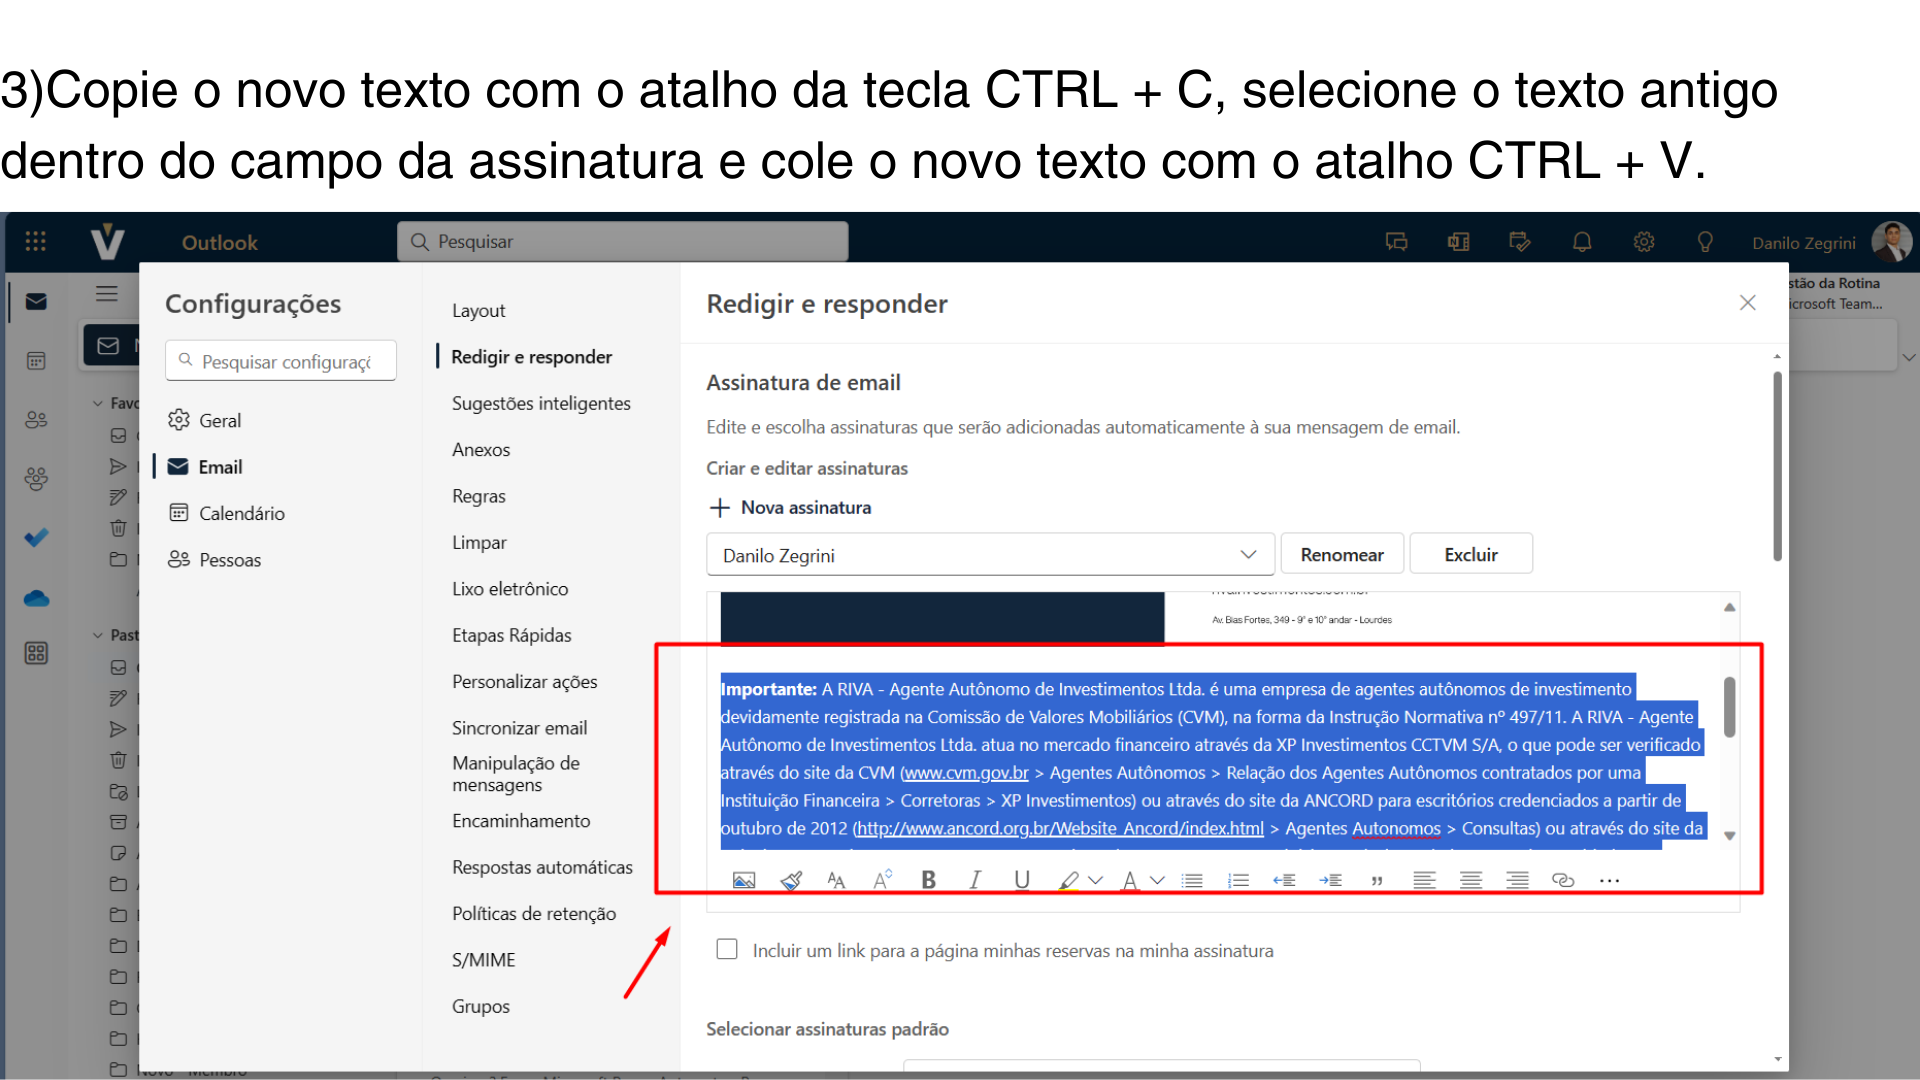 3)Copie o novo texto com o atalho da tecla CTRL + C, selecione o texto antigo
dentro do campo da assinatura e cole o novo texto com o atalho CTRL + V.
Outlook
Pesquisar
Danilo Zegrini
Configurações
Pesquisar configuraç
Geral
Email
Calendário
Pessoas
Favo
Past
Layout
Redigir e responder
Sugestões inteligentes
Anexos
Regras
Limpar
Lixo eletrônico
Etapas Rápidas
Personalizar ações
Sincronizar email
Manipulação de
mensagens
Encaminhamento
Respostas automáticas
Políticas de retenção
S/MIME
Grupos
Redigir e responder
stão da Rotina
icrosoft Team...
Assinatura de email
Edite e escolha assinaturas que serão adicionadas automaticamente à sua mensagem de email.
Criar e editar assinaturas
Nova assinatura
Danilo Zegrini
Renomear
Excluir
Av. Bias Fortes, 349 - 9° e 10° andar - Lourdes
Importante: A RIVA - Agente Autônomo de Investimentos Ltda. é uma empresa de agentes autônomos de investimento
devidamente registrada na Comissão de Valores Mobiliários (CVM), na forma da Instrução Normativa nº 497/11. A RIVA - Agente
Autônomo de Investimentos Ltda. atua no mercado financeiro através da XP Investimentos CCTVM S/A, o que pode ser verificado
através do site da CVM (www.cvm.gov.br > Agentes Autônomos > Relação dos Agentes Autônomos contratados por uma
Instituição Financeira > Corretoras > XP Investimentos) ou através do site da ANCORD para escritórios credenciados a partir de
outubro de 2012 (http://www.ancord.org.br/Website_Ancord/index.html > Agentes Autonomos > Consultas) ou através do site da
Incluir um link para a página minhas reservas na minha assinatura
Selecionar assinaturas padrão